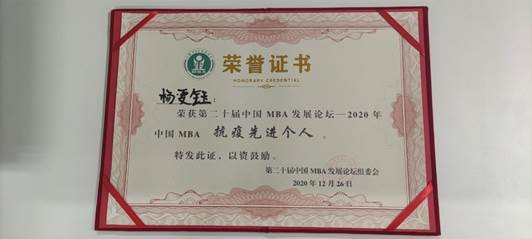 荣誉证书
HONORARY CREDENTIAL
荣获第二十届中国 MBA 发展论坛—2020 年
中国 MBA 抗疫先进个人 。
特发此证，以资鼓励。
第二十届中国 MBA 发展论坛组委会
2020 年 12 月 26 日